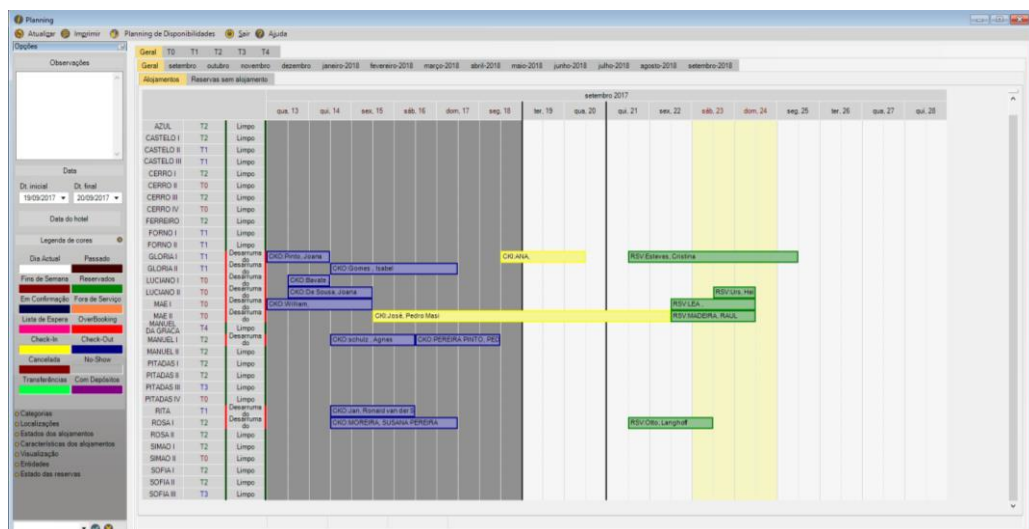 Planning
Atualizar Imprimir Planning de Disponibilidades Sair Ajuda
Opções
Observações
Data
Dt. inicial Dt. final
19/09/2017 20/09/2017
Data do hotel
Legenda de cores
Dia Actual Passado
Fins de Semana Reservados
Em Confirmação Fora de Serviço
Lista de Espera OverBooking
Check-In Check-Out
Cancelada No-Show
Transferências Com Depósitos
Categorias
Localizações
Estados dos alojamentos
Características dos alojamentos
Visualização
Entidades
Estado das reservas
Geral T0 T1 T2 T3 T4
Geral setembro outubro novembro dezembro janeiro-2018 fevereiro-2018 março-2018 abril-2018 maio-2018 junho-2018 julho-2018 agosto-2018 setembro-2018
Alojamentos Reservas sem alojamento
setembro 2017
qua, 13 qui, 14 sex, 15 sáb, 16 dom, 17 seg, 18 ter, 19 qua, 20 qui, 21 sex, 22 sáb, 23 dom, 24 seg, 25 ter, 26 qua, 27 qui, 28
AZUL T2 Limpo
CASTELO I T2 Limpo
CASTELO II T1 Limpo
CASTELO III T1 Limpo
CERRO I T2 Limpo
CERRO II T0 Limpo
CERRO III T2 Limpo
CERRO IV T0 Limpo
FERREIRO T2 Limpo
FORNO I T1 Limpo
FORNO II T1 Limpo
GLORIA I T1 Desarrumado CKO:Pinto, Joana CKI:ANA, RSV:Esteves, Cristina
GLORIA II T1 Desarrumado CKO:Gomes , Isabel
LUCIANO I T0 Desarrumado CKO:Bavate
LUCIANO II T0 Desarrumado CKO:De Sousa, Joana RSV:Urs, Hei
MAE I T0 Desarrumado CKO:William, RSV:LEA ,
MAE II T0 Desarrumado CKI:José, Pedro Masi RSV:MADEIRA, RAUL
MANUEL DA GRACA T4 Limpo
MANUEL I T2 Desarrumado CKO:schulz , Agnes CKO:PEREIRA PINTO, PED
MANUEL II T2 Limpo
PITADAS I T2 Limpo
PITADAS II T2 Limpo
PITADAS III T3 Limpo
PITADAS IV T0 Limpo
RITA T1 Desarrumado CKO:Jan, Ronald van der S
ROSA I T2 Desarrumado CKO:MOREIRA, SUSANA PEREIRA RSV:Otto, Langhoff
ROSA II T2 Limpo
SIMAO I T2 Limpo
SIMAO II T0 Limpo
SOFIA I T2 Limpo
SOFIA II T2 Limpo
SOFIA III T3 Limpo